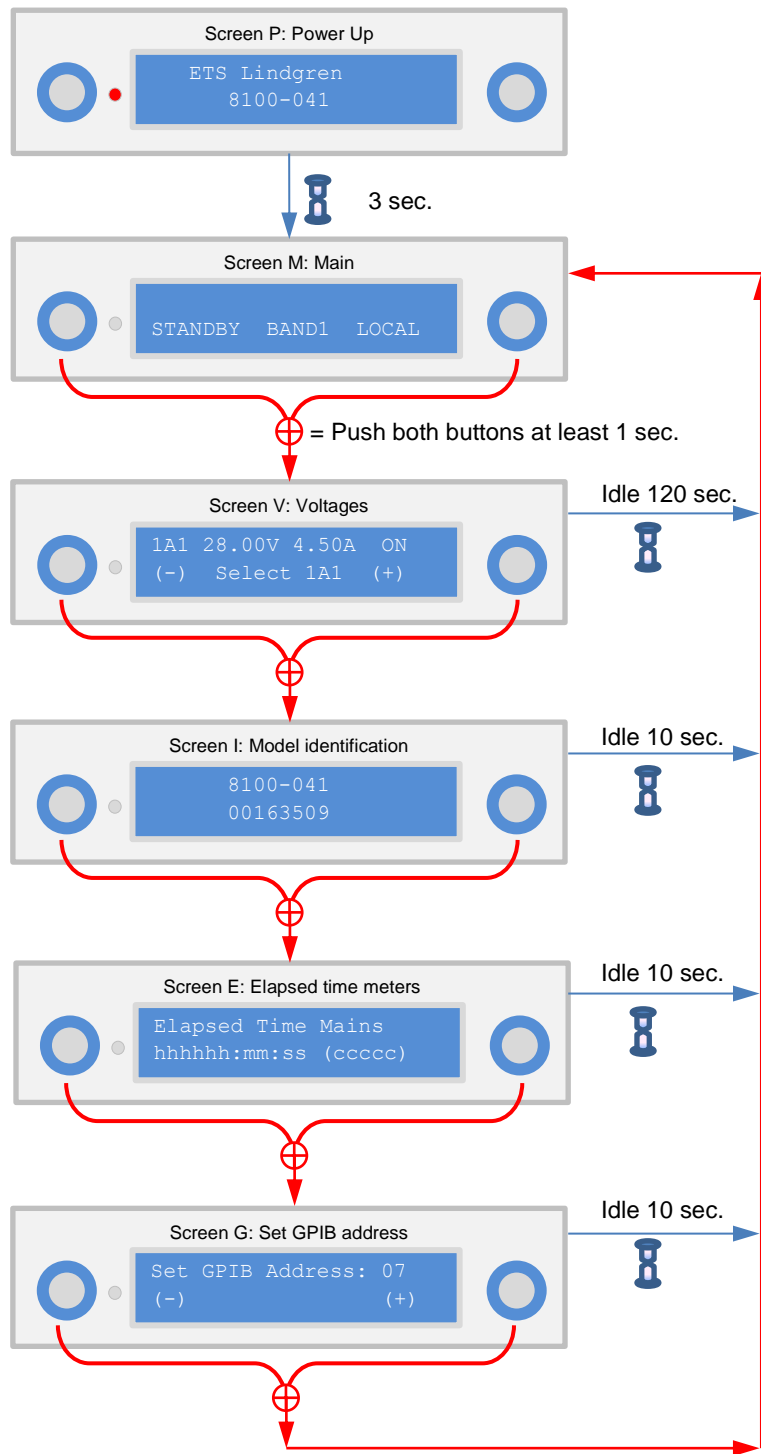 Screen P: Power Up
ETS Lindgren
8100-041
3 sec.
Screen M: Main
STANDBY BAND1 LOCAL
= Push both buttons at least 1 sec.
Screen V: Voltages
Idle 120 sec.
1A1 28.00V 4.50A ON
(-) Select 1A1 (+)
Screen I: Model identification
Idle 10 sec.
8100-041
00163509
Screen E: Elapsed time meters
Idle 10 sec.
Elapsed Time Mains
hhhhhh:mm:ss (ccccc)
Screen G: Set GPIB address
Idle 10 sec.
Set GPIB Address: 07
(-) (+)